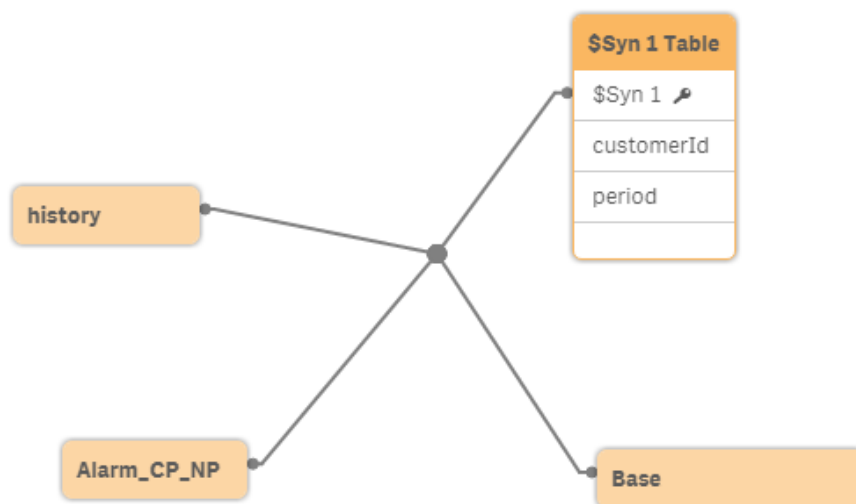 $Syn 1 Table
$Syn 1
customerId
period
history
Alarm_CP_NP
Base